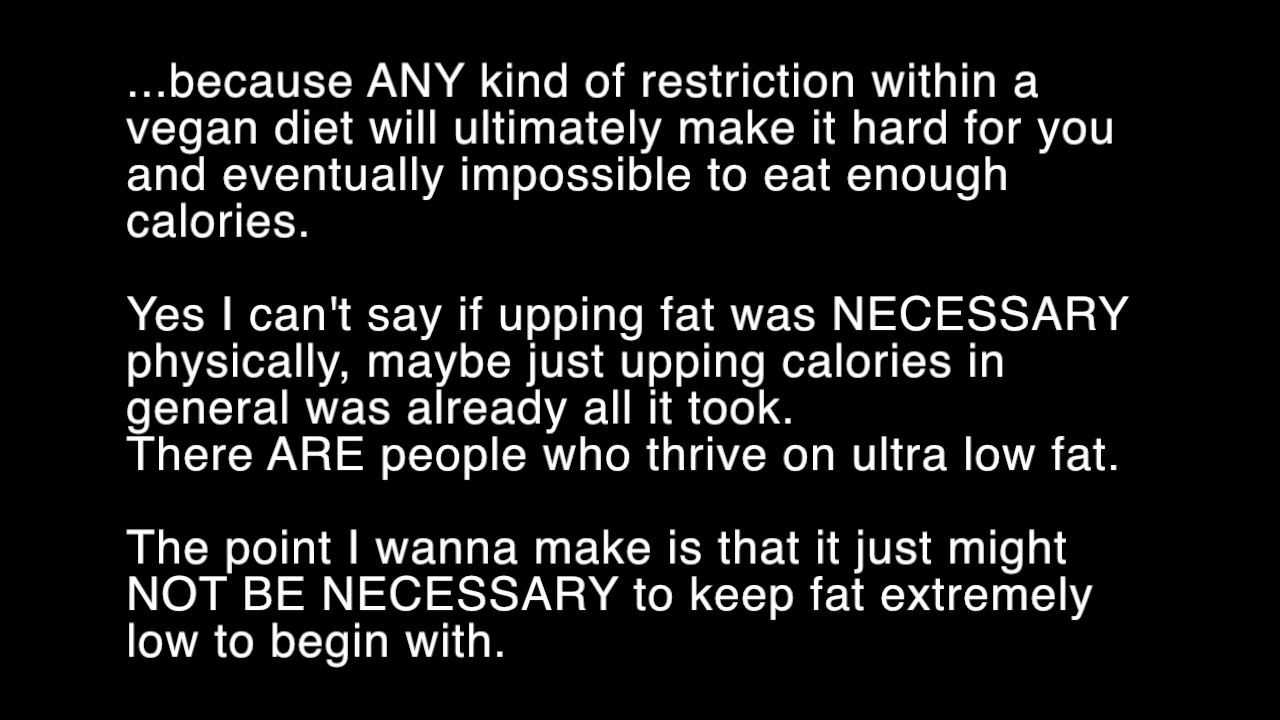 ...because ANY kind of restriction within a
vegan diet will ultimately make it hard for you
and eventually impossible to eat enough
calories.
Yes I can't say if upping fat was NECESSARY
physically, maybe just upping calories in
general was already all it took.
There ARE people who thrive on ultra low fat.
The point I wanna make is that it just might
NOT BE NECESSARY to keep fat extremely
low to begin with.